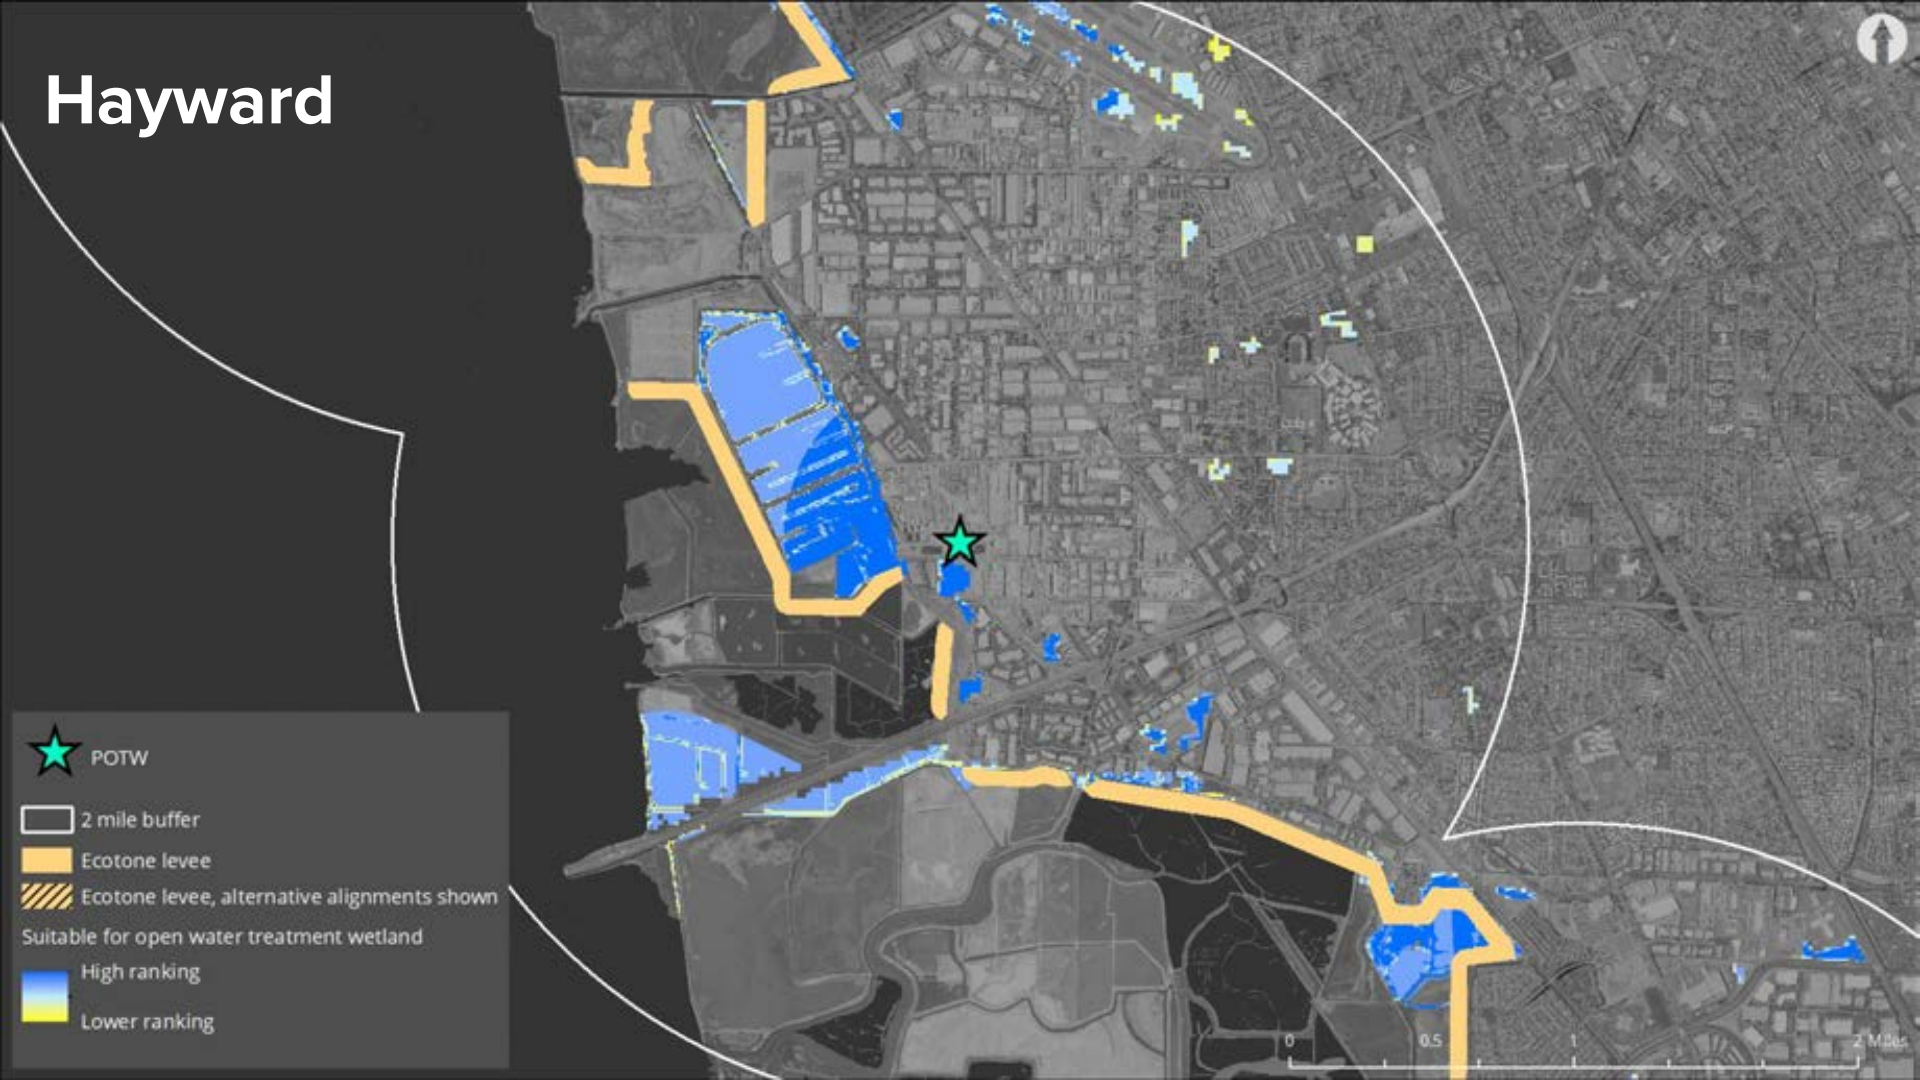 Hayward
POTW
2 mile buffer
Ecotone levee
Ecotone levee, alternative alignments shown
Suitable for open water treatment wetland
High ranking
Lower ranking
0 0.5 1 2 Miles